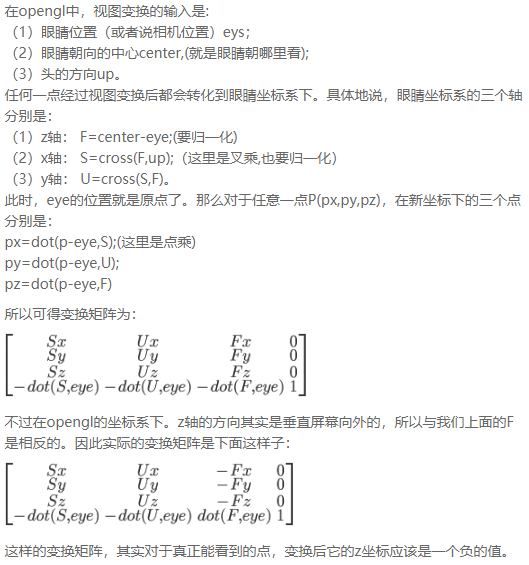 在opengl中，视图变换的输入是:
（1）眼睛位置（或者说相机位置）eys；
（2）眼睛朝向的中心center,(就是眼睛朝哪里看);
（3）头的方向up。
任何一点经过视图变换后都会转化到眼睛坐标系下。具体地说，眼睛坐标系的三个轴
分别是：
（1）z轴： F=center-eye;(要归一化)
（2）x轴： S=cross(F,up);（这里是叉乘,也要归一化）
（3）y轴： U=cross(S,F)。
此时，eye的位置就是原点了。那么对于任意一点P(px,py,pz)，在新坐标下的三个点
分别是：
px=dot(p-eye,S);(这里是点乘)
py=dot(p-eye,U);
pz=dot(p-eye,F)
所以可得变换矩阵为：
Sx Ux Fx 0
Sy Uy Fy 0
Sz Uz Fz 0
−dot(S,eye) −dot(U,eye) −dot(F,eye) 1
不过在opengl的坐标系下。z轴的方向其实是垂直屏幕向外的，所以与我们上面的F
是相反的。因此实际的变换矩阵是下面这样子：
Sx Ux −Fx 0
Sy Uy −Fy 0
Sz Uz −Fz 0
−dot(S,eye) −dot(U,eye) dot(F,eye) 1
这样的变换矩阵，其实对于真正能看到的点，变换后它的z坐标应该是一个负的值。